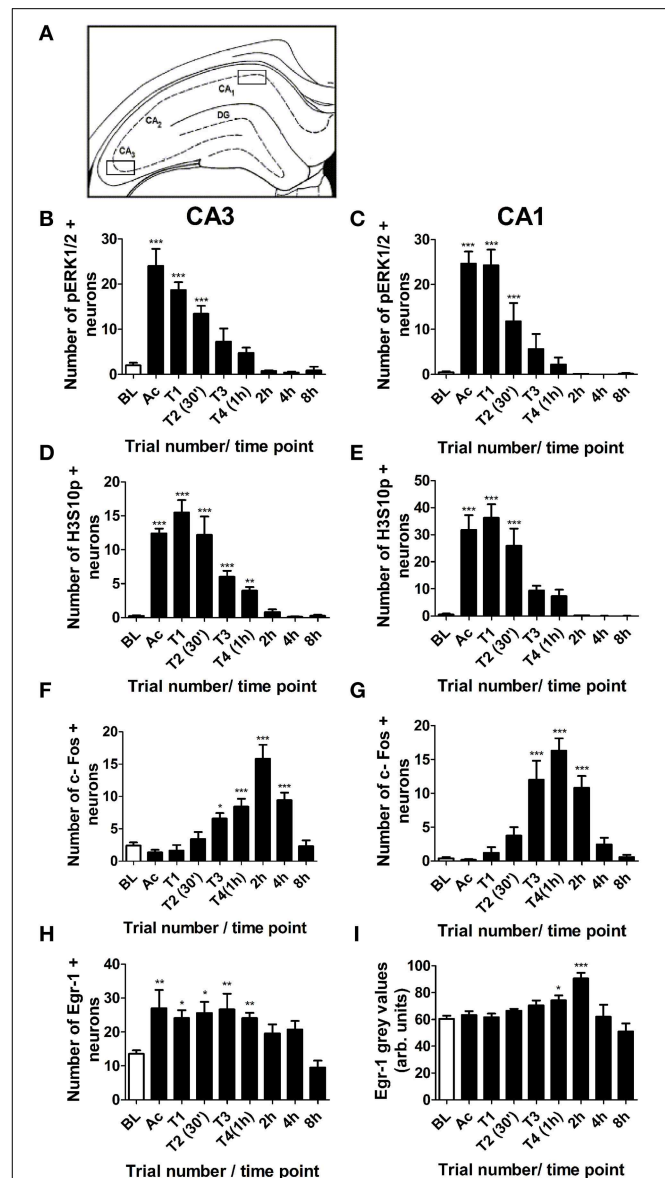 A
CA1
CA2
DG
CA3
CA3
CA1
B
Number of pERK1/2 +
neurons
30
20
10
0
***
***
***
BL
Ac
T1
T2 (30')
T3
T4 (1h)
2h
4h
8h
Trial number/ time point
C
Number of pERK1/2 +
neurons
30
20
10
0
***
***
***
BL
Ac
T1
T2 (30')
T3
T4 (1h)
2h
4h
8h
Trial number/ time point
D
Number of H3S10p +
neurons
20
15
10
5
0
***
***
***
***
**
BL
Ac
T1
T2 (30')
T3
T4 (1h)
2h
4h
8h
Trial number/ time point
E
Number of H3S10p +
neurons
50
40
30
20
10
0
***
***
***
BL
Ac
T1
T2 (30')
T3
T4 (1h)
2h
4h
8h
Trial number/ time point
F
Number of c- Fos +
neurons
20
15
10
5
0
*
***
***
***
BL
Ac
T1
T2 (30')
T3
T4(1h)
2h
4h
8h
Trial number / time point
G
Number of c- Fos +
neurons
20
15
10
5
0
***
***
***
BL
Ac
T1
T2 (30')
T3
T4(1h)
2h
4h
8h
Trial number/ time point
H
Number of Egr-1 +
neurons
40
30
20
10
0
**
*
*
**
**
BL
Ac
T1
T2 (30')
T3
T4(1h)
2h
4h
8h
Trial number / time point
I
Egr-1 grey values
(arb. units)
100
80
60
40
20
0
*
***
BL
Ac
T1
T2 (30')
T3
T4 (1h)
2h
4h
8h
Trial number / time point